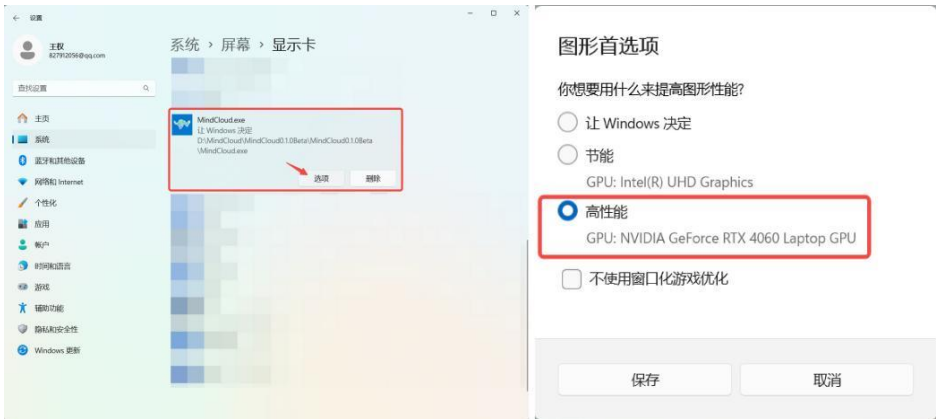 设置
王权
827912056@qq.com
查找设置
主页
系统
蓝牙和其他设备
网络和 Internet
个性化
应用
帐户
时间和语言
游戏
辅助功能
隐私和安全性
Windows 更新
系统 › 屏幕 › 显示卡
MindCloud.exe
让 Windows 决定
D:\MindCloud\MindCloud0.1.0Beta\MindCloud0.1.0Beta
\MindCloud.exe
选项 删除
图形首选项
你想要用什么来提高图形性能?
让 Windows 决定
节能
GPU: Intel(R) UHD Graphics
高性能
GPU: NVIDIA GeForce RTX 4060 Laptop GPU
不使用窗口化游戏优化
保存 取消